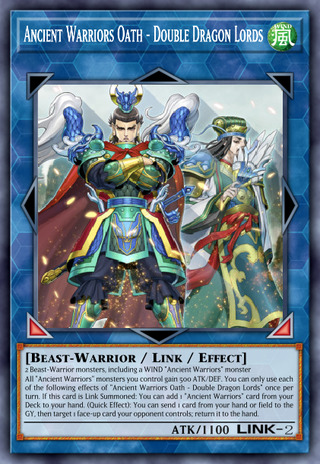 Ancient Warriors Oath - Double Dragon Lords
WIND
風
[Beast-Warrior / Link / Effect]
2 Beast-Warrior monsters, including a WIND "Ancient Warriors" monster
All "Ancient Warriors" monsters you control gain 500 ATK/DEF. You can only use each
of the following effects of "Ancient Warriors Oath - Double Dragon Lords" once per
turn. If this card is Link Summoned: You can add 1 "Ancient Warriors" card from your
Deck to your hand. (Quick Effect): You can send 1 card from your hand or field to the
GY, then target 1 face-up card your opponent controls; return it to the hand.
ATK/1100 LINK-2